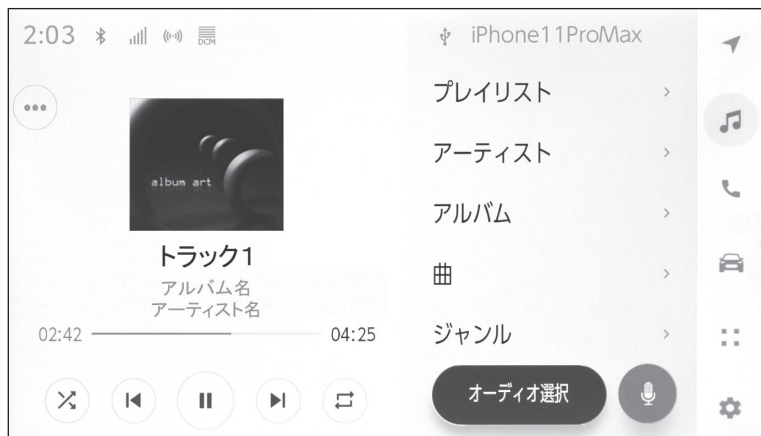 2:03
DCM
iPhone11ProMax
album art
トラック1
アルバム名
アーティスト名
02:42
04:25
プレイリスト
アーティスト
アルバム
曲
ジャンル
オーディオ選択